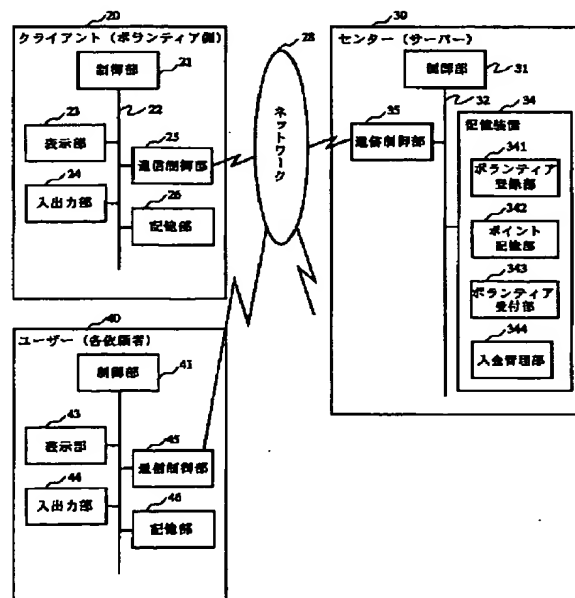 20
クライアント（ボランティア側）
21
制御部
22
23
表示部
25
通信制御部
24
入出力部
26
記憶部
28
ネットワーク
30
センター（サーバー）
31
制御部
32
34
35
通信制御部
記憶装置
341
ボランティア
登録部
342
ポイント
記憶部
343
ボランティア
受付部
344
入金管理部
40
ユーザー（各依頼者）
41
制御部
43
表示部
45
通信制御部
44
入出力部
46
記憶部